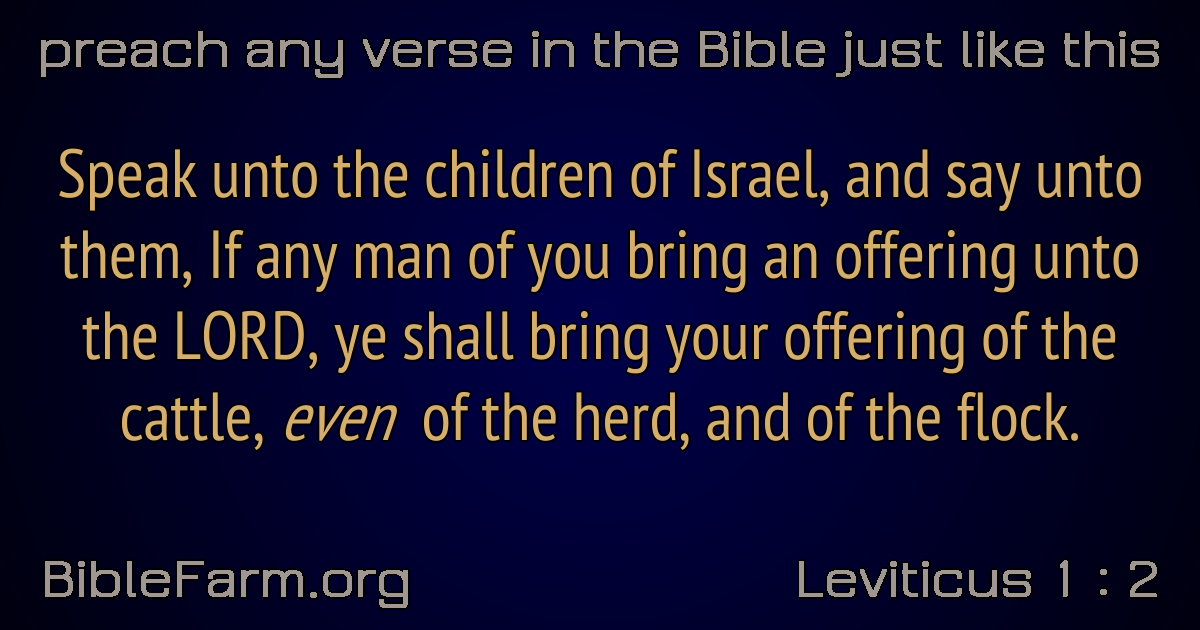 preach any verse in the Bible just like this
Speak unto the children of Israel, and say unto
them, If any man of you bring an offering unto
the LORD, ye shall bring your offering of the
cattle, even of the herd, and of the flock.
BibleFarm.org
Leviticus 1 : 2